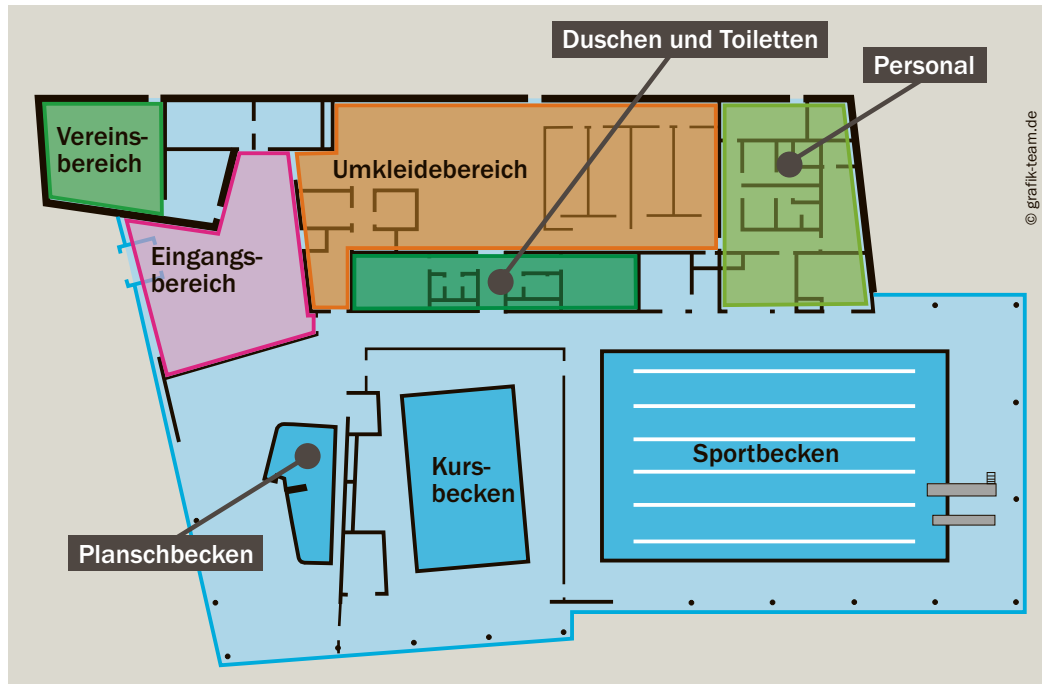 Duschen und Toiletten
Personal
Vereins-
bereich
Umkleidebereich
Eingangs-
bereich
© grafik-team.de
Sportbecken
Kurs-
becken
Planschbecken